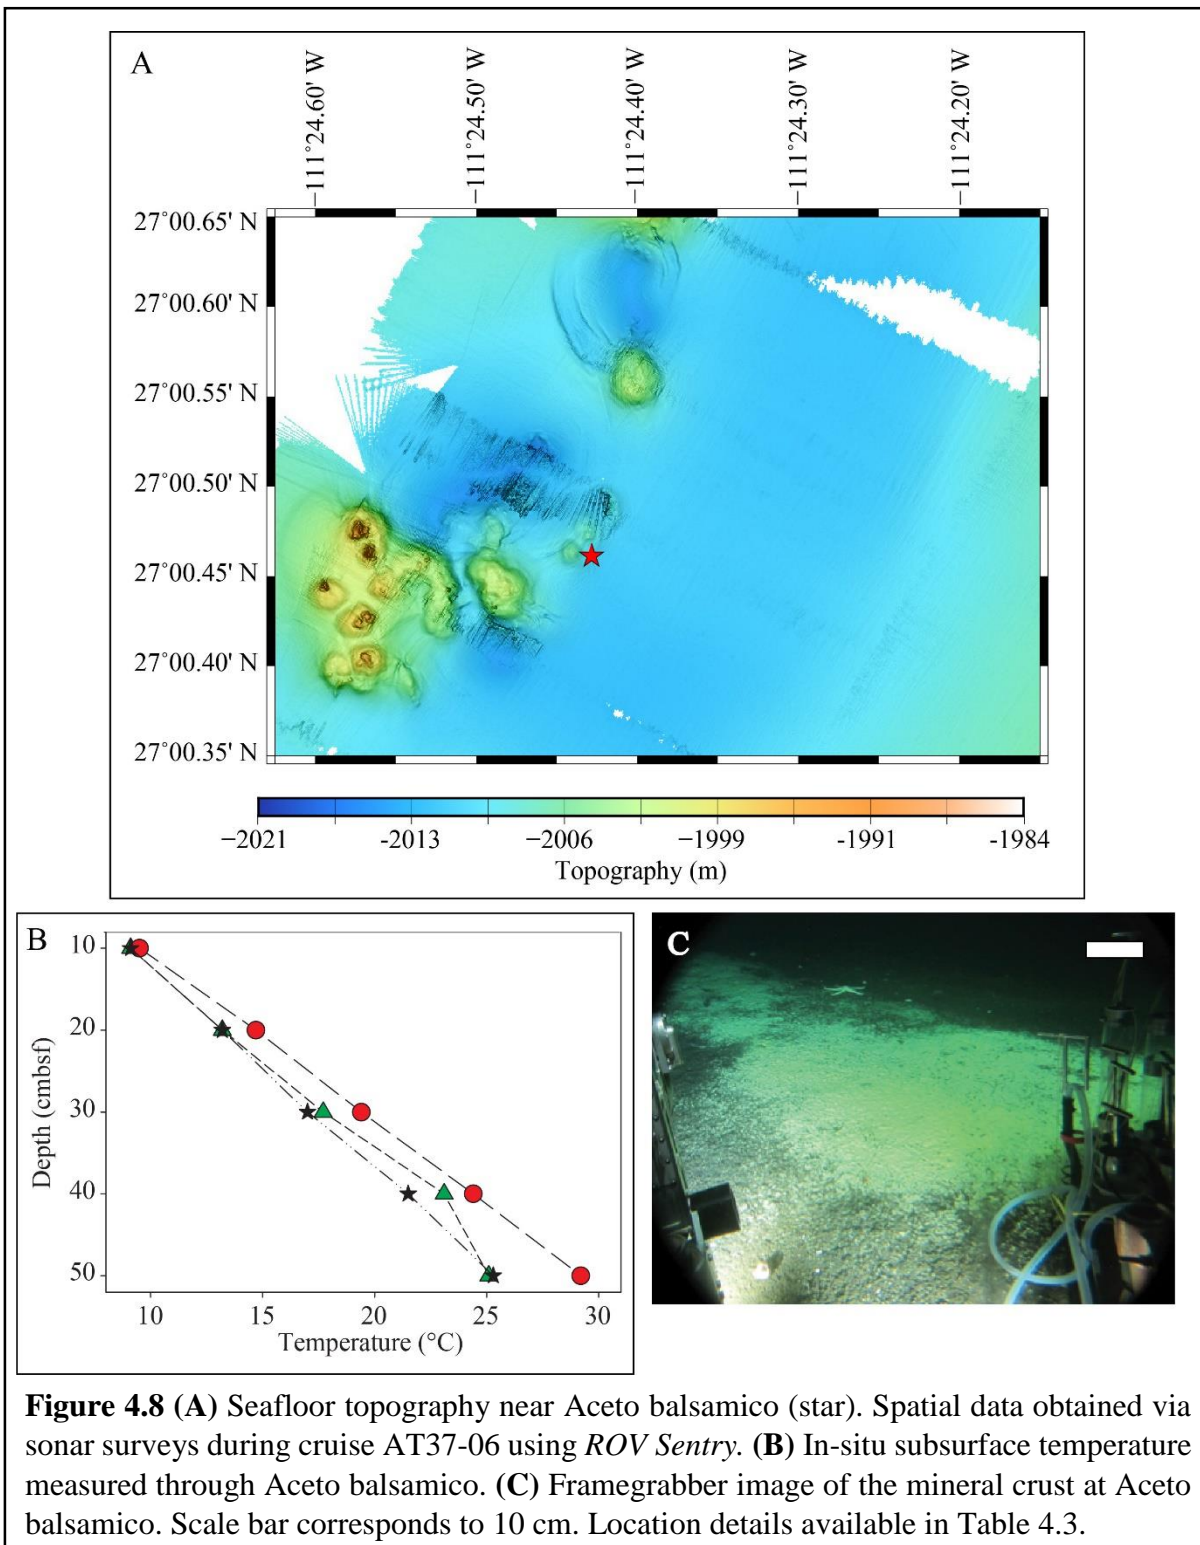 A
−111˚24.60' W
−111˚24.50' W
−111˚24.40' W
−111˚24.30' W
−111˚24.20' W
27˚00.65' N
27˚00.60' N
27˚00.55' N
27˚00.50' N
27˚00.45' N
27˚00.40' N
27˚00.35' N
−2021 -2013 −2006 −1999 -1991 -1984
Topography (m)
B
10
20
30
40
50
Depth (cmbsf)
10 15 20 25 30
Temperature (°C)
C
Figure 4.8 (A) Seafloor topography near Aceto balsamico (star). Spatial data obtained via
sonar surveys during cruise AT37-06 using ROV Sentry. (B) In-situ subsurface temperature
measured through Aceto balsamico. (C) Framegrabber image of the mineral crust at Aceto
balsamico. Scale bar corresponds to 10 cm. Location details available in Table 4.3.